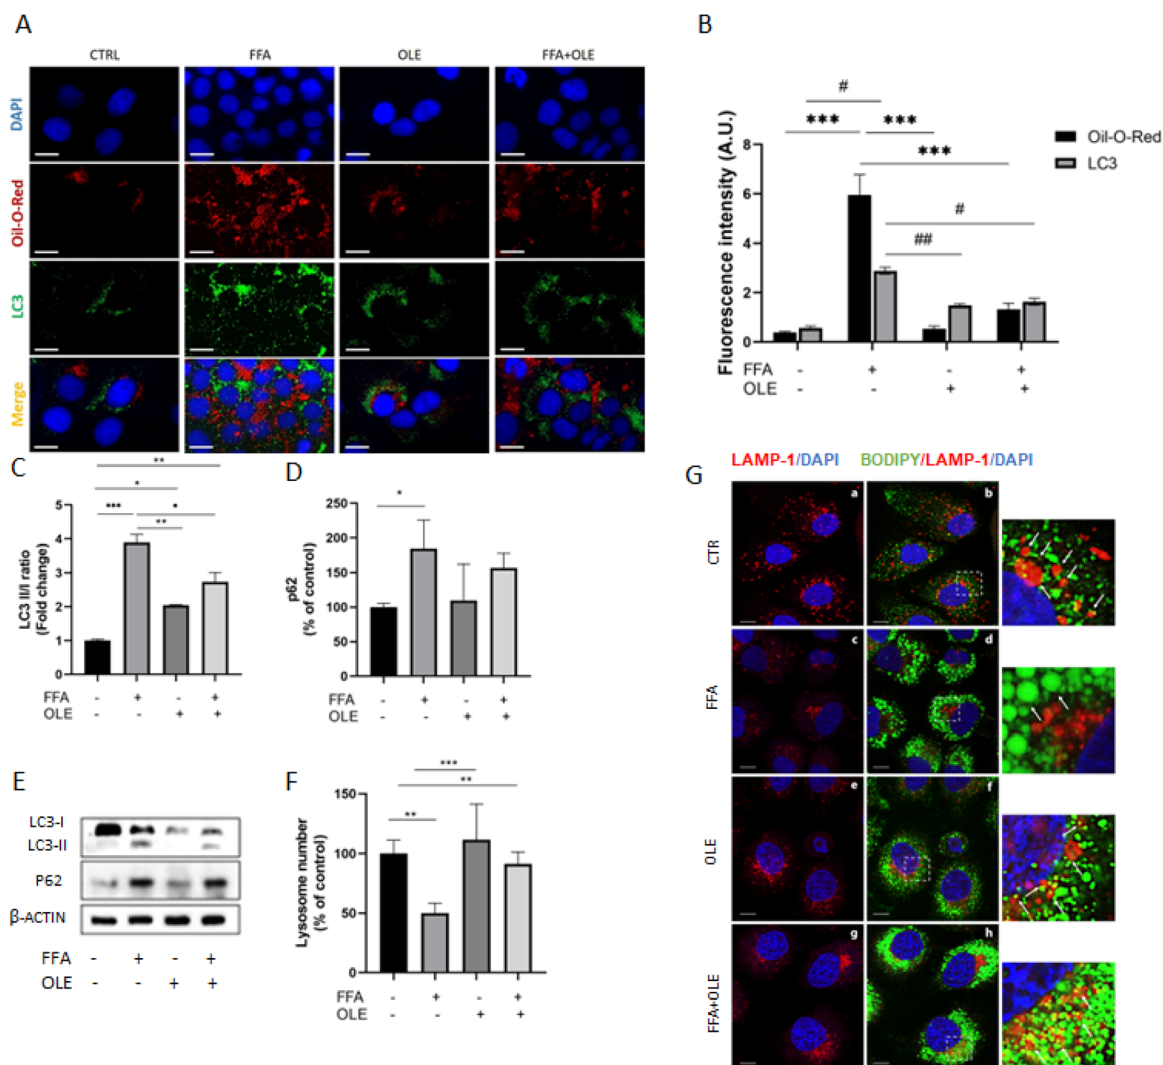 A
CTRL
FFA
OLE
FFA+OLE
DAPI
Oil-O-Red
LC3
Merge
B
Fluorescence intensity (A.U.)
8
6
4
2
0
#
*** ***
***
#
##
Oil-O-Red
LC3
FFA - + - +
OLE - - + +
C
LC3 II/I ratio
(Fold change)
5
4
3
2
1
0
**
*
*** *
**
FFA - + - +
OLE - - + +
D
p62
(% of control)
250
200
150
100
50
0
*
FFA - + - +
OLE - - + +
E
LC3-I
LC3-II
P62
β-ACTIN
FFA - + - +
OLE - - + +
F
Lysosome number
(% of control)
150
100
50
0
***
**
**
FFA - + - +
OLE - - + +
G
LAMP-1/DAPI
BODIPY/LAMP-1/DAPI
CTR
a
b
FFA
c
d
OLE
e
f
FFA+OLE
g
h